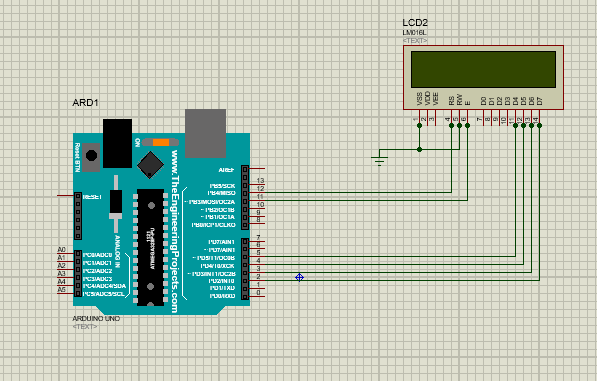 LCD2
LM016L
<TEXT>
VSS
VDD
VEE
RS
RW
E
D0
D1
D2
D3
D4
D5
D6
D7
1
2
3
4
5
6
7
8
9
10
11
12
13
14
ARD1
Reset BTN
ON
www.TheEngineeringProjects.com
RESET
ANALOG IN
A0
A1
A2
A3
A4
A5
PC0/ADC0
PC1/ADC1
PC2/ADC2
PC3/ADC3
PC4/ADC4/SDA
PC5/ADC5/SCL
AREF
PB5/SCK
PB4/MISO
~ PB3/MOSI/OC2A
~ PB2/OC1B
~ PB1/OC1A
PB0/ICP1/CLKO
13
12
11
10
9
8
PD7/AIN1
~ PD6/AIN0
~ PD5/T1/OC0B
PD4/T0/XCK
~ PD3/INT1/OC2B
PD2/INT0
PD1/TXD
PD0/RXD
7
6
5
4
3
2
1
0
ARDUINO UNO
<TEXT>